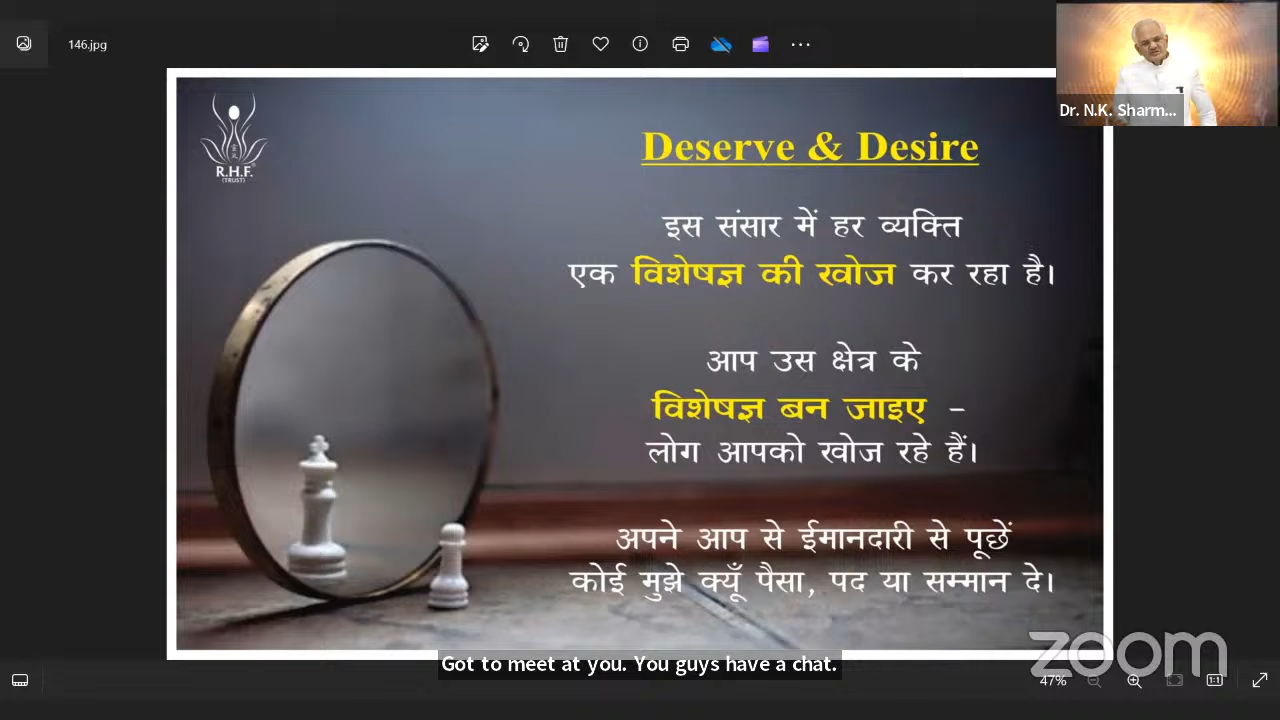 146.jpg
Dr. N.K. Sharm...
R.H.F.
(TRUST)
Deserve & Desire
इस संसार में हर व्यक्ति
एक विशेषज्ञ की खोज कर रहा है।
आप उस क्षेत्र के
विशेषज्ञ बन जाइए –
लोग आपको खोज रहे हैं।
अपने आप से ईमानदारी से पूछें
कोई मुझे क्यूँ पैसा, पद या सम्मान दे।
Got to meet at you. You guys have a chat.
zoom
47%
1:1